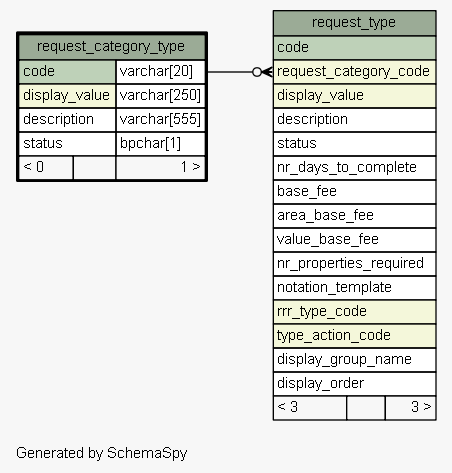 request_category_type
code varchar[20]
display_value varchar[250]
description varchar[555]
status bpchar[1]
< 0 1 >
request_type
code
request_category_code
display_value
description
status
nr_days_to_complete
base_fee
area_base_fee
value_base_fee
nr_properties_required
notation_template
rrr_type_code
type_action_code
display_group_name
display_order
< 3 3 >
Generated by SchemaSpy